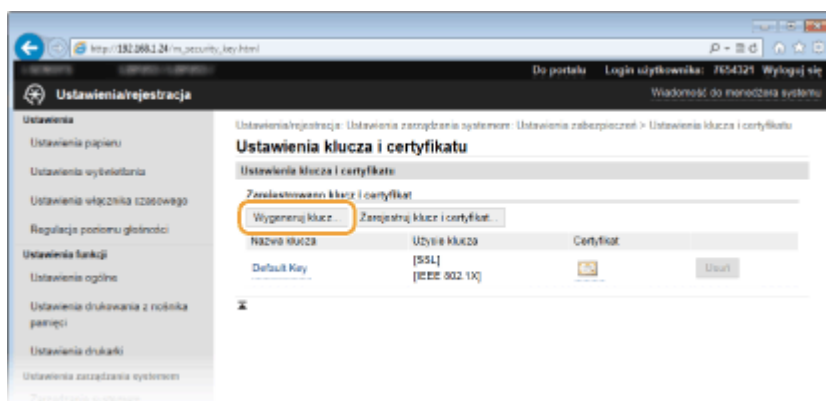 http://192.168.1.24/m_security_key.html
Do portalu Login użytkownika: 7654321 Wyloguj się
Ustawienia/rejestracja
Wiadomość do menedżera systemu
Ustawienia
Ustawienia papieru
Ustawienia wyświetlania
Ustawienia włącznika czasowego
Regulacja poziomu głośności
Ustawienia funkcji
Ustawienia ogólne
Ustawienia drukowania z nośnika
pamięci
Ustawienia drukarki
Ustawienia zarządzania systemem
Ustawienia/rejestracja: Ustawienia zarządzania systemem: Ustawienia zabezpieczeń > Ustawienia klucza i certyfikatu
Ustawienia klucza i certyfikatu
Ustawienia klucza i certyfikatu
Zarejestrowano klucz i certyfikat
Wygeneruj klucz... Zarejestruj klucz i certyfikat...
Nazwa klucza Użycie klucza Certyfikat
Default Key [SSL]
[IEEE 802.1X]
Usuń